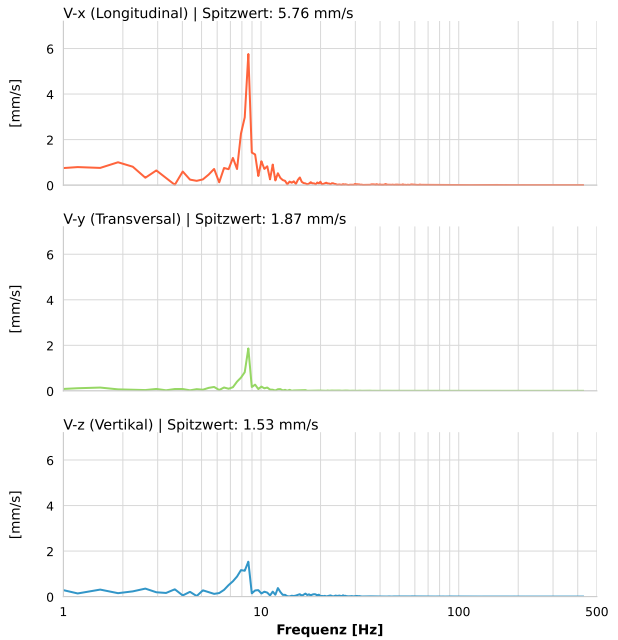 V-x (Longitudinal) | Spitzwert: 5.76 mm/s
6
4
2
0
[mm/s]
V-y (Transversal) | Spitzwert: 1.87 mm/s
6
4
2
0
[mm/s]
V-z (Vertikal) | Spitzwert: 1.53 mm/s
6
4
2
0
[mm/s]
1 10 100 500
Frequenz [Hz]